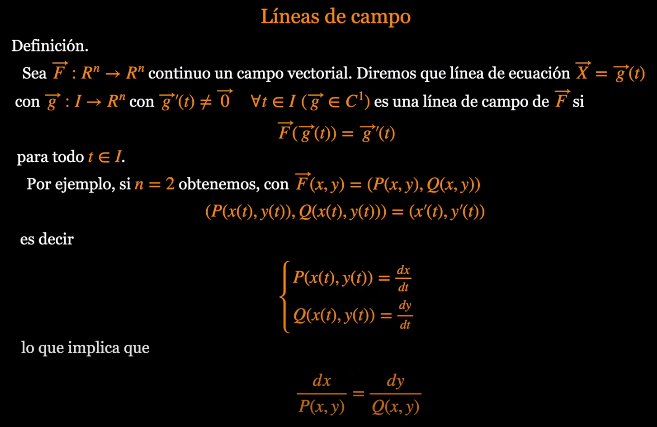 Líneas de campo
Definición.
Sea $\overrightarrow{F} : R^n \to R^n$ continuo un campo vectorial. Diremos que línea de ecuación $\overrightarrow{X} = \overrightarrow{g}(t)$
con $\overrightarrow{g} : I \to R^n$ con $\overrightarrow{g}'(t) \neq \overrightarrow{0} \quad \forall t \in I \ (\overrightarrow{g} \in C^1)$ es una línea de campo de $\overrightarrow{F}$ si
$\overrightarrow{F}(\overrightarrow{g}(t)) = \overrightarrow{g}'(t)$
para todo $t \in I$.
Por ejemplo, si $n = 2$ obtenemos, con $\overrightarrow{F}(x, y) = (P(x, y), Q(x, y))$
$(P(x(t), y(t)), Q(x(t), y(t))) = (x'(t), y'(t))$
es decir
$\begin{cases} P(x(t), y(t)) = \frac{dx}{dt} \\ Q(x(t), y(t)) = \frac{dy}{dt} \end{cases}$
lo que implica que
$\frac{dx}{P(x, y)} = \frac{dy}{Q(x, y)}$